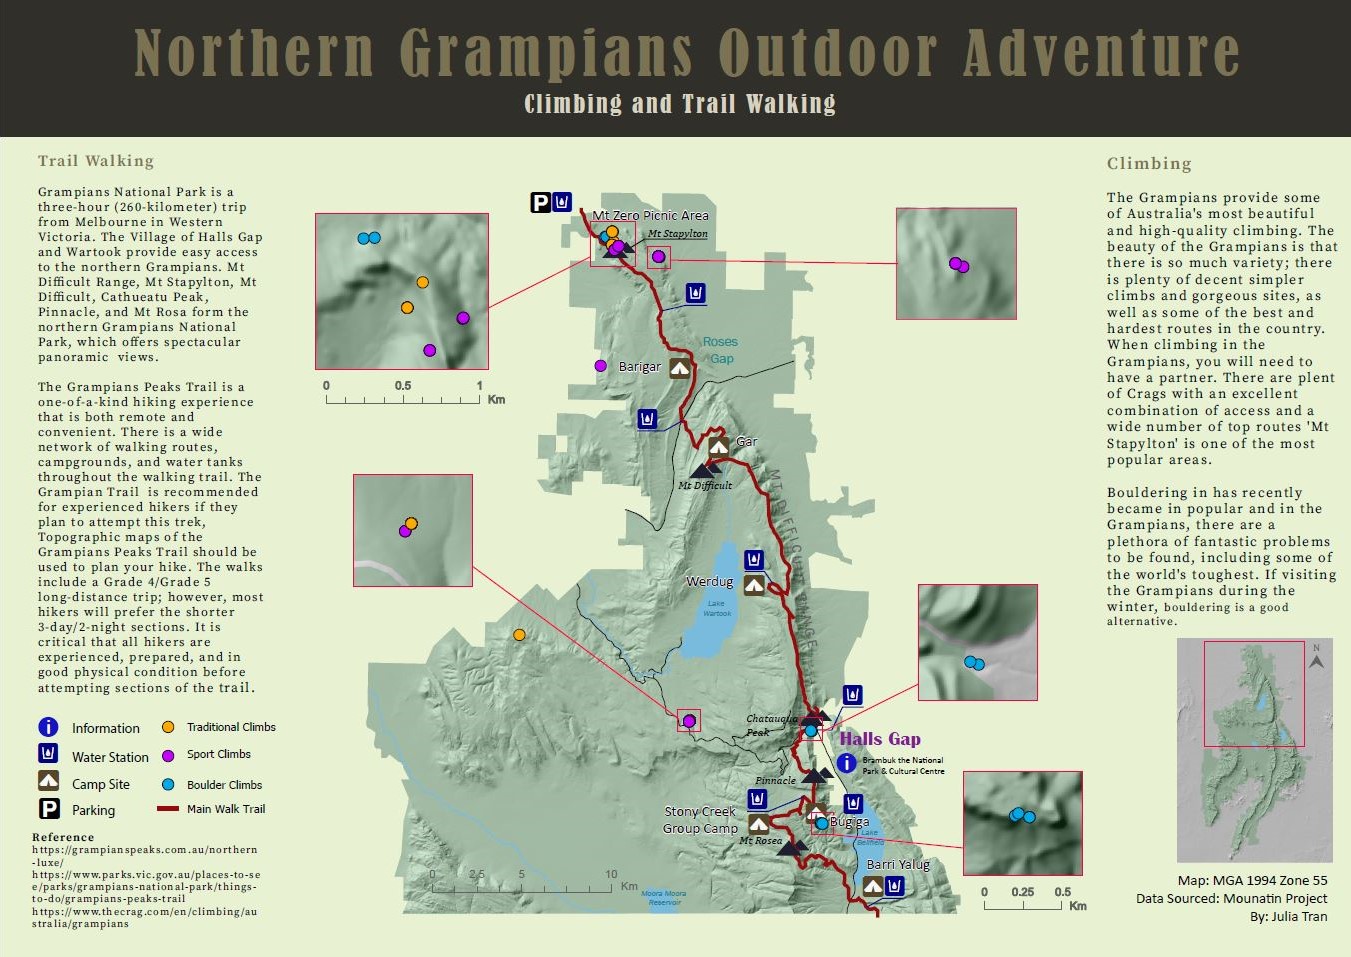 Northern Grampians Outdoor Adventure
Climbing and Trail Walking
Trail Walking
Grampians National Park is a
three-hour (260-kilometer) trip
from Melbourne in Western
Victoria. The Village of Halls Gap
and Wartook provide easy access
to the northern Grampians. Mt
Difficult Range, Mt Stapylton, Mt
Difficult, Cathueatu Peak,
Pinnacle, and Mt Rosa form the
northern Grampians National
Park, which offers spectacular
panoramic views.
The Grampians Peaks Trail is a
one-of-a-kind hiking experience
that is both remote and
convenient. There is a wide
network of walking routes,
campgrounds, and water tanks
throughout the walking trail. The
Grampian Trail is recommended
for experienced hikers if they
plan to attempt this trek,
Topographic maps of the
Grampians Peaks Trail should be
used to plan your hike. The walks
include a Grade 4/Grade 5
long-distance trip; however, most
hikers will prefer the shorter
3-day/2-night sections. It is
critical that all hikers are
experienced, prepared, and in
good physical condition before
attempting sections of the trail.
i Information
Water Station
Camp Site
P Parking
Traditional Climbs
Sport Climbs
Boulder Climbs
Main Walk Trail
Reference
https://grampianspeaks.com.au/northern
-luxe/
https://www.parks.vic.gov.au/places-to-se
e/parks/grampians-national-park/things-
to-do/grampians-peaks-trail
https://www.thecrag.com/en/climbing/au
stralia/grampians
0 0.5 1
Km
P
Mt Zero Picnic Area
Mt Stapylton
Roses
Gap
Barigar
Gar
Mt Difficult
MT DIFFICULT RANGE
Werdug
Lake
Wartook
Chatauqua
Peak
Halls Gap
i Brambuk the National
Park & Cultural Centre
Pinnacle
Stony Creek
Group Camp
Bugiga
Mt Rosea
Lake
Bellfield
Barri Yalug
Moora Moora
Reservoir
0 2.5 5 10
Km
0 0.25 0.5
Km
Climbing
The Grampians provide some
of Australia's most beautiful
and high-quality climbing. The
beauty of the Grampians is that
there is so much variety; there
is plenty of decent simpler
climbs and gorgeous sites, as
well as some of the best and
hardest routes in the country.
When climbing in the
Grampians, you will need to
have a partner. There are plent
of Crags with an excellent
combination of access and a
wide number of top routes 'Mt
Stapylton' is one of the most
popular areas.
Bouldering in has recently
became in popular and in the
Grampians, there are a
plethora of fantastic problems
to be found, including some of
the world's toughest. If visiting
the Grampians during the
winter, bouldering is a good
alternative.
N
Map: MGA 1994 Zone 55
Data Sourced: Mounatin Project
By: Julia Tran